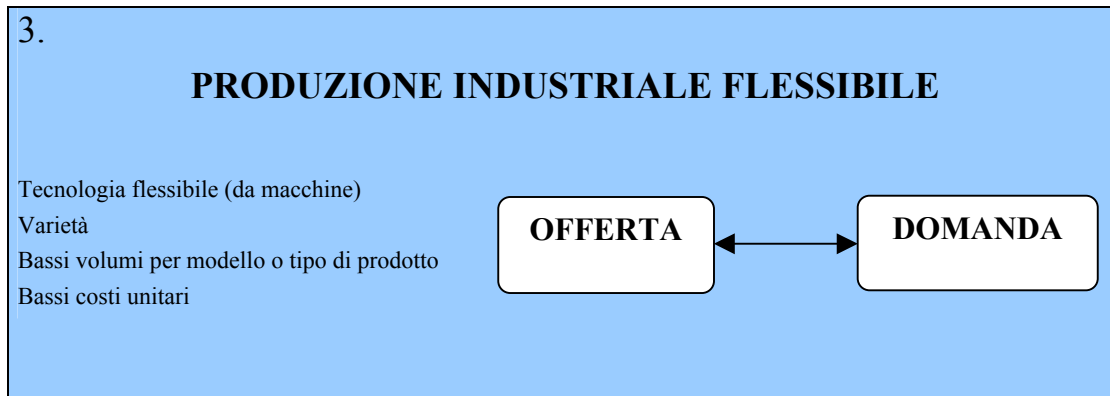 3.
PRODUZIONE INDUSTRIALE FLESSIBILE
Tecnologia flessibile (da macchine)
Varietà
Bassi volumi per modello o tipo di prodotto
Bassi costi unitari
OFFERTA
DOMANDA